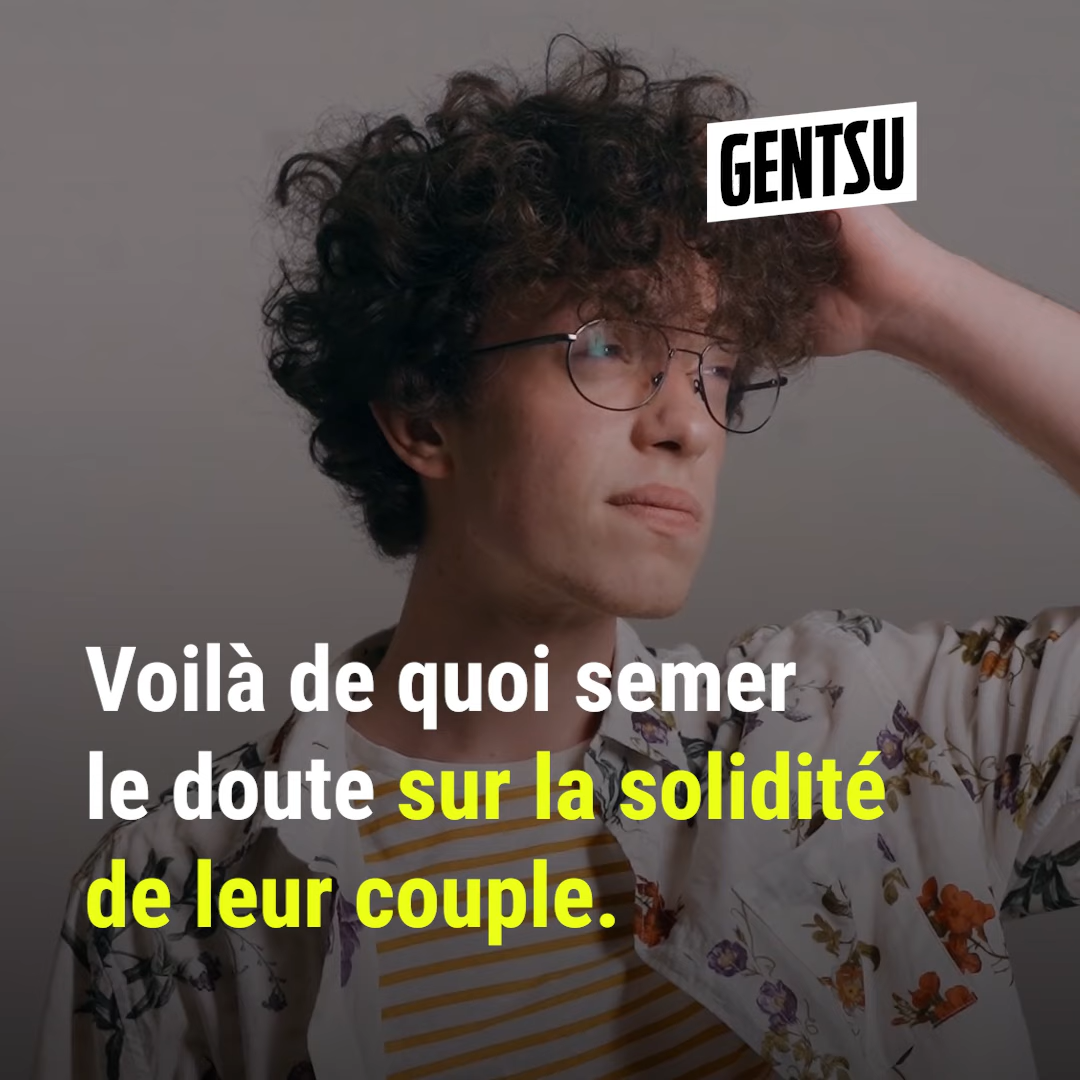 GENTSU
Voilà de quoi semer
le doute sur la solidité
de leur couple.